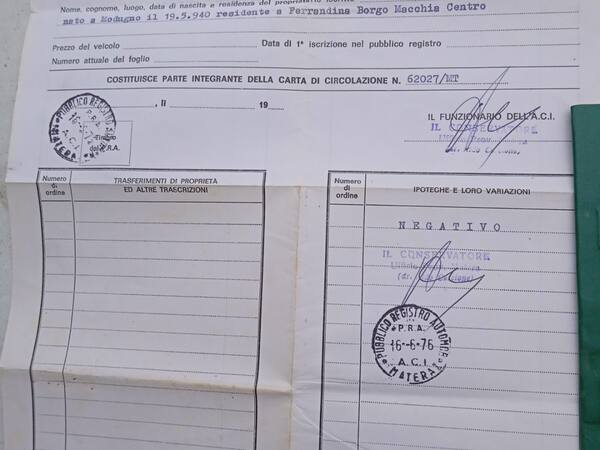 Nome, cognome, luogo, data di nascita e residenza del proprietario
nato a Modugno il 19.5.940 residente a Ferrandina Borgo Macchia Centro
Prezzo del veicolo
Data di 1ª iscrizione nel pubblico registro
Numero attuale del foglio
COSTITUISCE PARTE INTEGRANTE DELLA CARTA DI CIRCOLAZIONE N. 62027/MT
, li 19
IL FUNZIONARIO DELL'A.C.I.
IL CONSERVATORE
PUBBLICO REGISTRO
P.R.A.
A.C.I.
MATERA
Timbro
del P.R.A.
Numero di ordine
TRASFERIMENTI DI PROPRIETÀ
ED ALTRE TRASCRIZIONI
Numero di ordine
IPOTECHE E LORO VARIAZIONI
NEGATIVO
IL CONSERVATORE
PUBBLICO REGISTRO AUTOMOB
P.R.A.
16-6-76
A.C.I.
MATERA